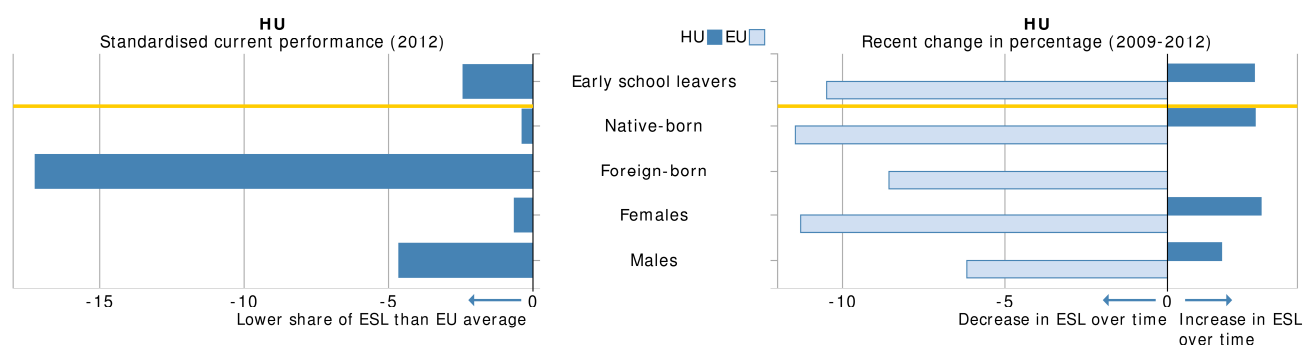 HU
Standardised current performance (2012)
HU EU
HU
Recent change in percentage (2009-2012)
Early school leavers
Native-born
Foreign-born
Females
Males
-15 -10 -5 0
Lower share of ESL than EU average
-10 -5 0
Decrease in ESL over time
Increase in ESL
over time